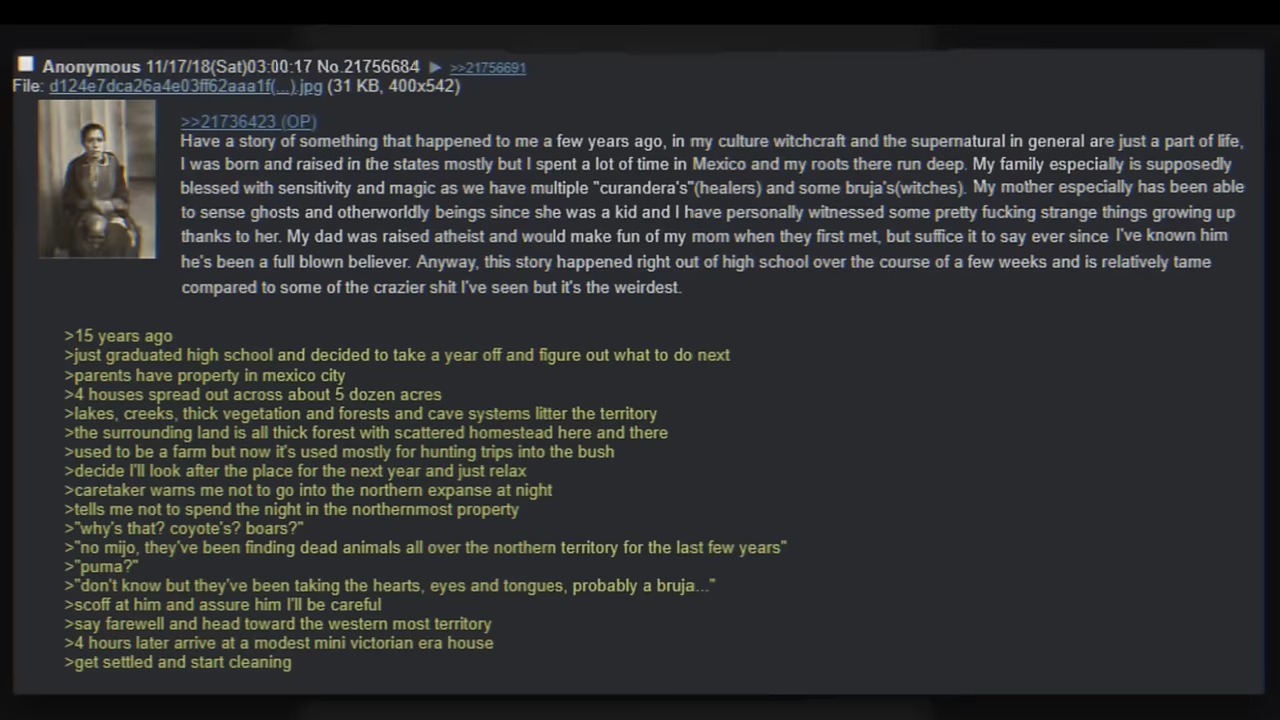 Anonymous 11/17/18(Sat)03:00:17 No.21756684 ▶ >>21756691
File: d124e7dca26a4e03ff62aaa1f(...).jpg (31 KB, 400x542)
>>21736423 (OP)
Have a story of something that happened to me a few years ago, in my culture witchcraft and the supernatural in general are just a part of life,
I was born and raised in the states mostly but I spent a lot of time in Mexico and my roots there run deep. My family especially is supposedly
blessed with sensitivity and magic as we have multiple "curandera's"(healers) and some bruja's(witches). My mother especially has been able
to sense ghosts and otherworldly beings since she was a kid and I have personally witnessed some pretty fucking strange things growing up
thanks to her. My dad was raised atheist and would make fun of my mom when they first met, but suffice it to say ever since I've known him
he's been a full blown believer. Anyway, this story happened right out of high school over the course of a few weeks and is relatively tame
compared to some of the crazier shit I've seen but it's the weirdest.
>15 years ago
>just graduated high school and decided to take a year off and figure out what to do next
>parents have property in mexico city
>4 houses spread out across about 5 dozen acres
>lakes, creeks, thick vegetation and forests and cave systems litter the territory
>the surrounding land is all thick forest with scattered homestead here and there
>used to be a farm but now it's used mostly for hunting trips into the bush
>decide I'll look after the place for the next year and just relax
>caretaker warns me not to go into the northern expanse at night
>tells me not to spend the night in the northernmost property
>"why's that? coyote's? boars?"
>"no mijo, they've been finding dead animals all over the northern territory for the last few years"
>"puma?"
>"don't know but they've been taking the hearts, eyes and tongues, probably a bruja..."
>scoff at him and assure him I'll be careful
>say farewell and head toward the western most territory
>4 hours later arrive at a modest mini victorian era house
>get settled and start cleaning